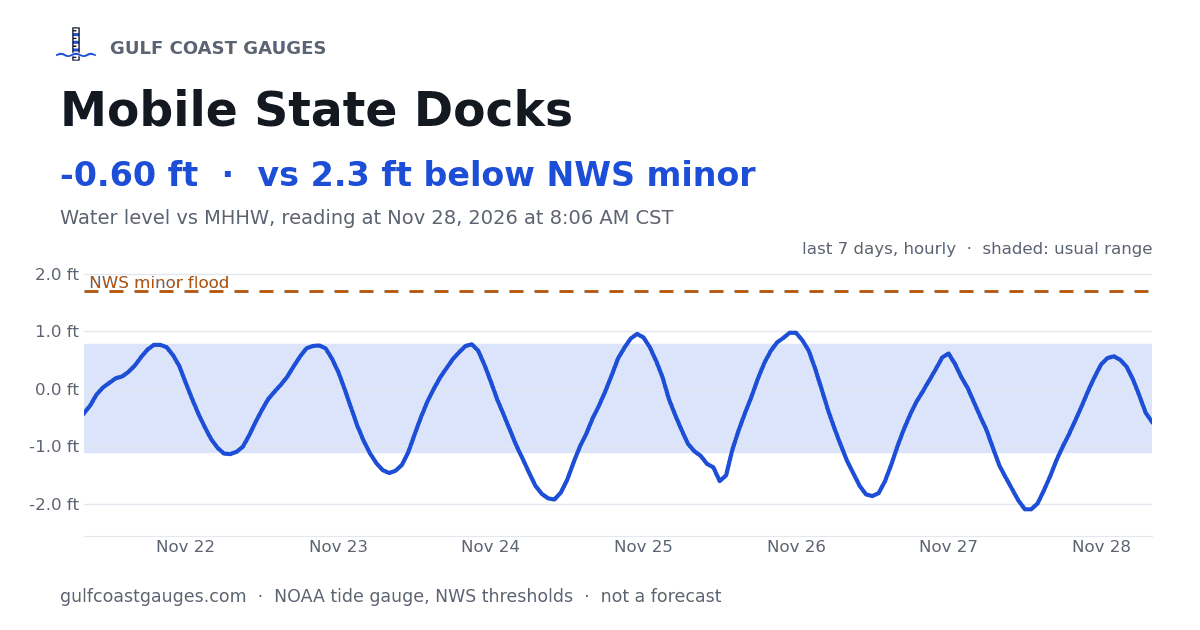 GULF COAST GAUGES
Mobile State Docks
-0.60 ft · vs 2.3 ft below NWS minor
Water level vs MHHW, reading at Nov 28, 2026 at 8:06 AM CST
last 7 days, hourly · shaded: usual range
2.0 ft
NWS minor flood
1.0 ft
0.0 ft
-1.0 ft
-2.0 ft
Nov 22 Nov 23 Nov 24 Nov 25 Nov 26 Nov 27 Nov 28
gulfcoastgauges.com · NOAA tide gauge, NWS thresholds · not a forecast